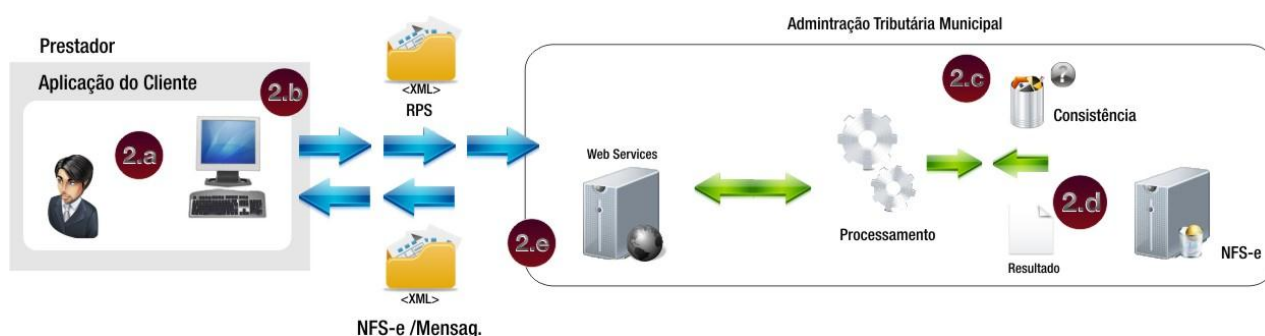 Admintração Tributária Municipal
Prestador
Aplicação do Cliente
2.b
2.a
<XML>
RPS
2.c
Consistência
Web Services
Processamento
2.d
Resultado
NFS-e
2.e
<XML>
NFS-e /Mensag.